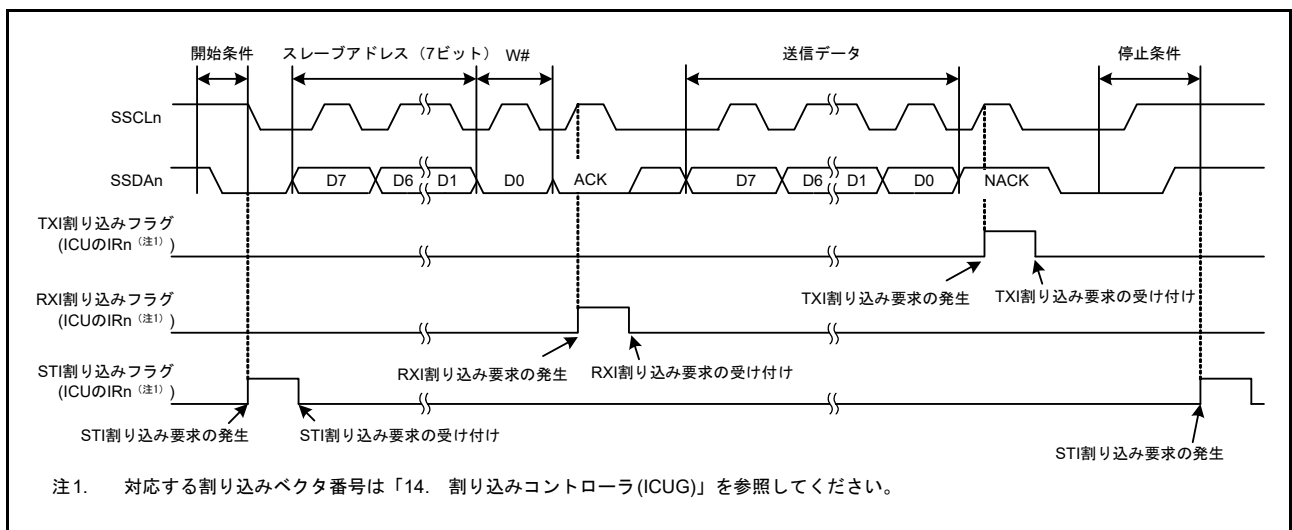 開始条件 スレーブアドレス（7ビット） W# 送信データ 停止条件
SSCLn
SSDAn D7 D6 D1 D0 ACK D7 D6 D1 D0 NACK
TXI割り込みフラグ
(ICUのIRn（注1）)
TXI割り込み要求の発生 TXI割り込み要求の受け付け
RXI割り込みフラグ
(ICUのIRn（注1）)
RXI割り込み要求の発生 RXI割り込み要求の受け付け
STI割り込みフラグ
(ICUのIRn（注1）)
STI割り込み要求の発生 STI割り込み要求の受け付け
STI割り込み要求の発生
注1. 対応する割り込みベクタ番号は「14. 割り込みコントローラ(ICUG)」を参照してください。